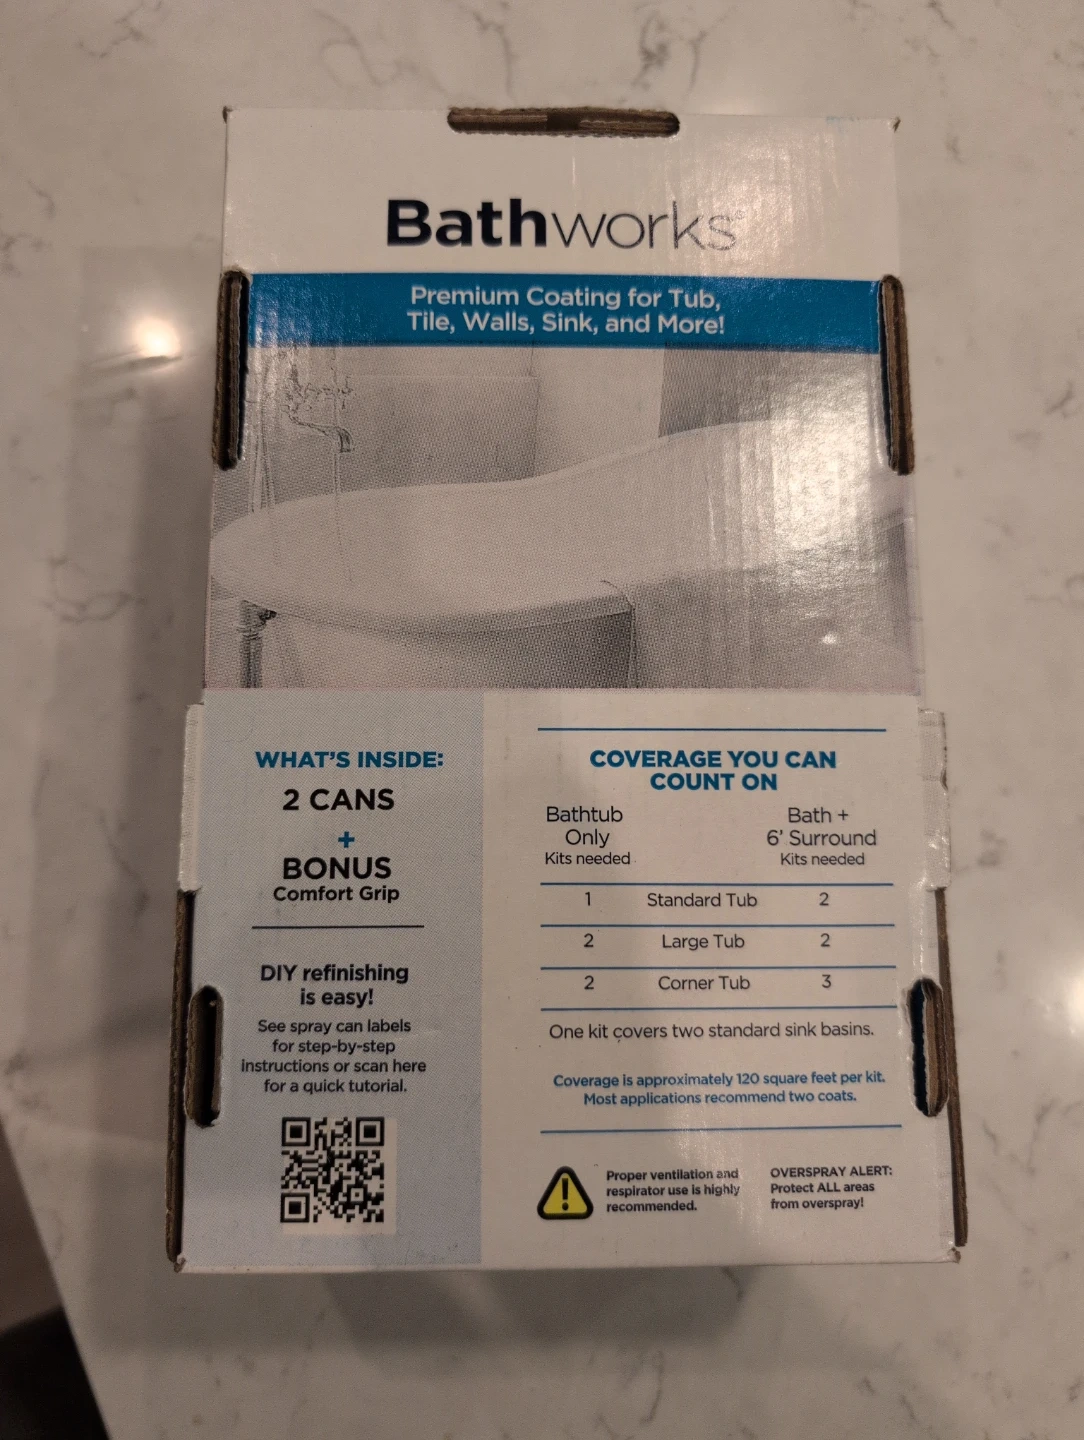 Bathworks
Premium Coating for Tub,
Tile, Walls, Sink, and More!
WHAT'S INSIDE:
2 CANS
+
BONUS
Comfort Grip
DIY refinishing
is easy!
See spray can labels
for step-by-step
instructions or scan here
for a quick tutorial.
COVERAGE YOU CAN
COUNT ON
Bathtub
Only
Kits needed
Bath +
6' Surround
Kits needed
1 Standard Tub 2
2 Large Tub 2
2 Corner Tub 3
One kit covers two standard sink basins.
Coverage is approximately 120 square feet per kit.
Most applications recommend two coats.
Proper ventilation and
respirator use is highly
recommended.
OVERSPRAY ALERT:
Protect ALL areas
from overspray!